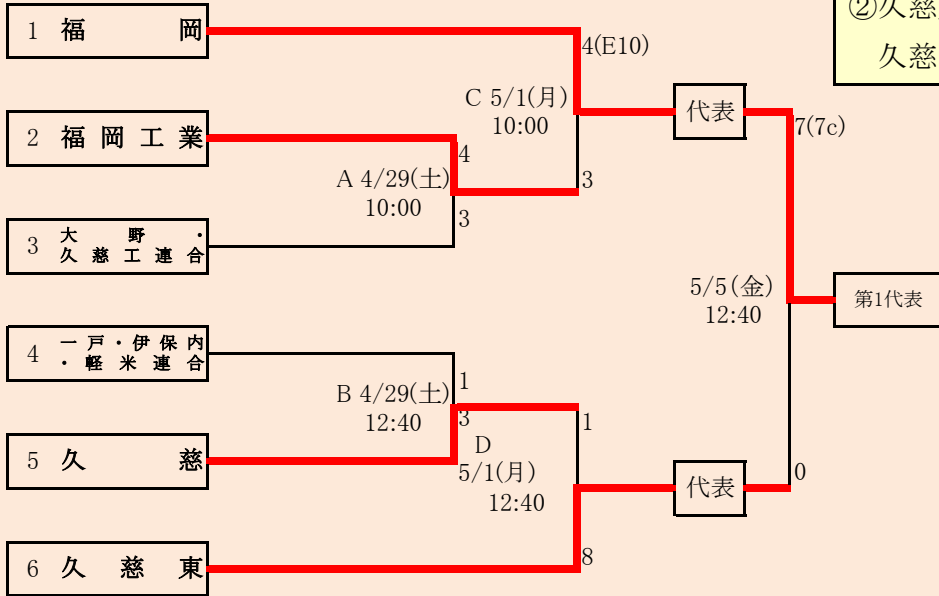 ②久慈
久慈
1 福 岡
4(E10)
C 5/1(月)
10:00
代表
7(7c)
2 福 岡 工 業
4
A 4/29(土)
10:00
3
3
3 大 野 ・
久 慈 工 連 合
5/5(金)
12:40
第1代表
4 一 戸 ・ 伊 保 内
・ 軽 米 連 合
1
B 4/29(土)
12:40
3
1
D
5/1(月)
12:40
5 久 慈
代表
0
8
6 久 慈 東